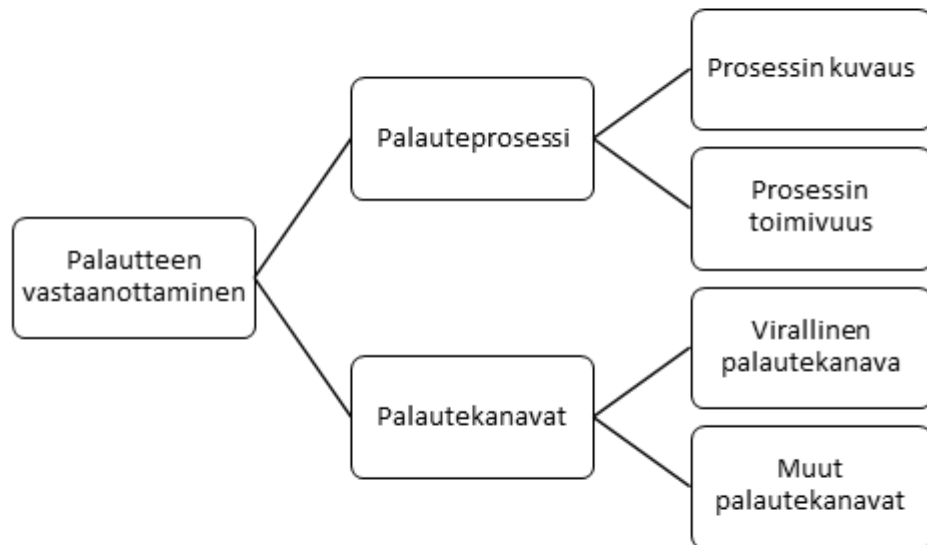 Palautteen
vastaanottaminen
Palauteprosessi
Prosessin kuvaus
Prosessin
toimivuus
Palautekanavat
Virallinen
palautekanava
Muut
palautekanavat